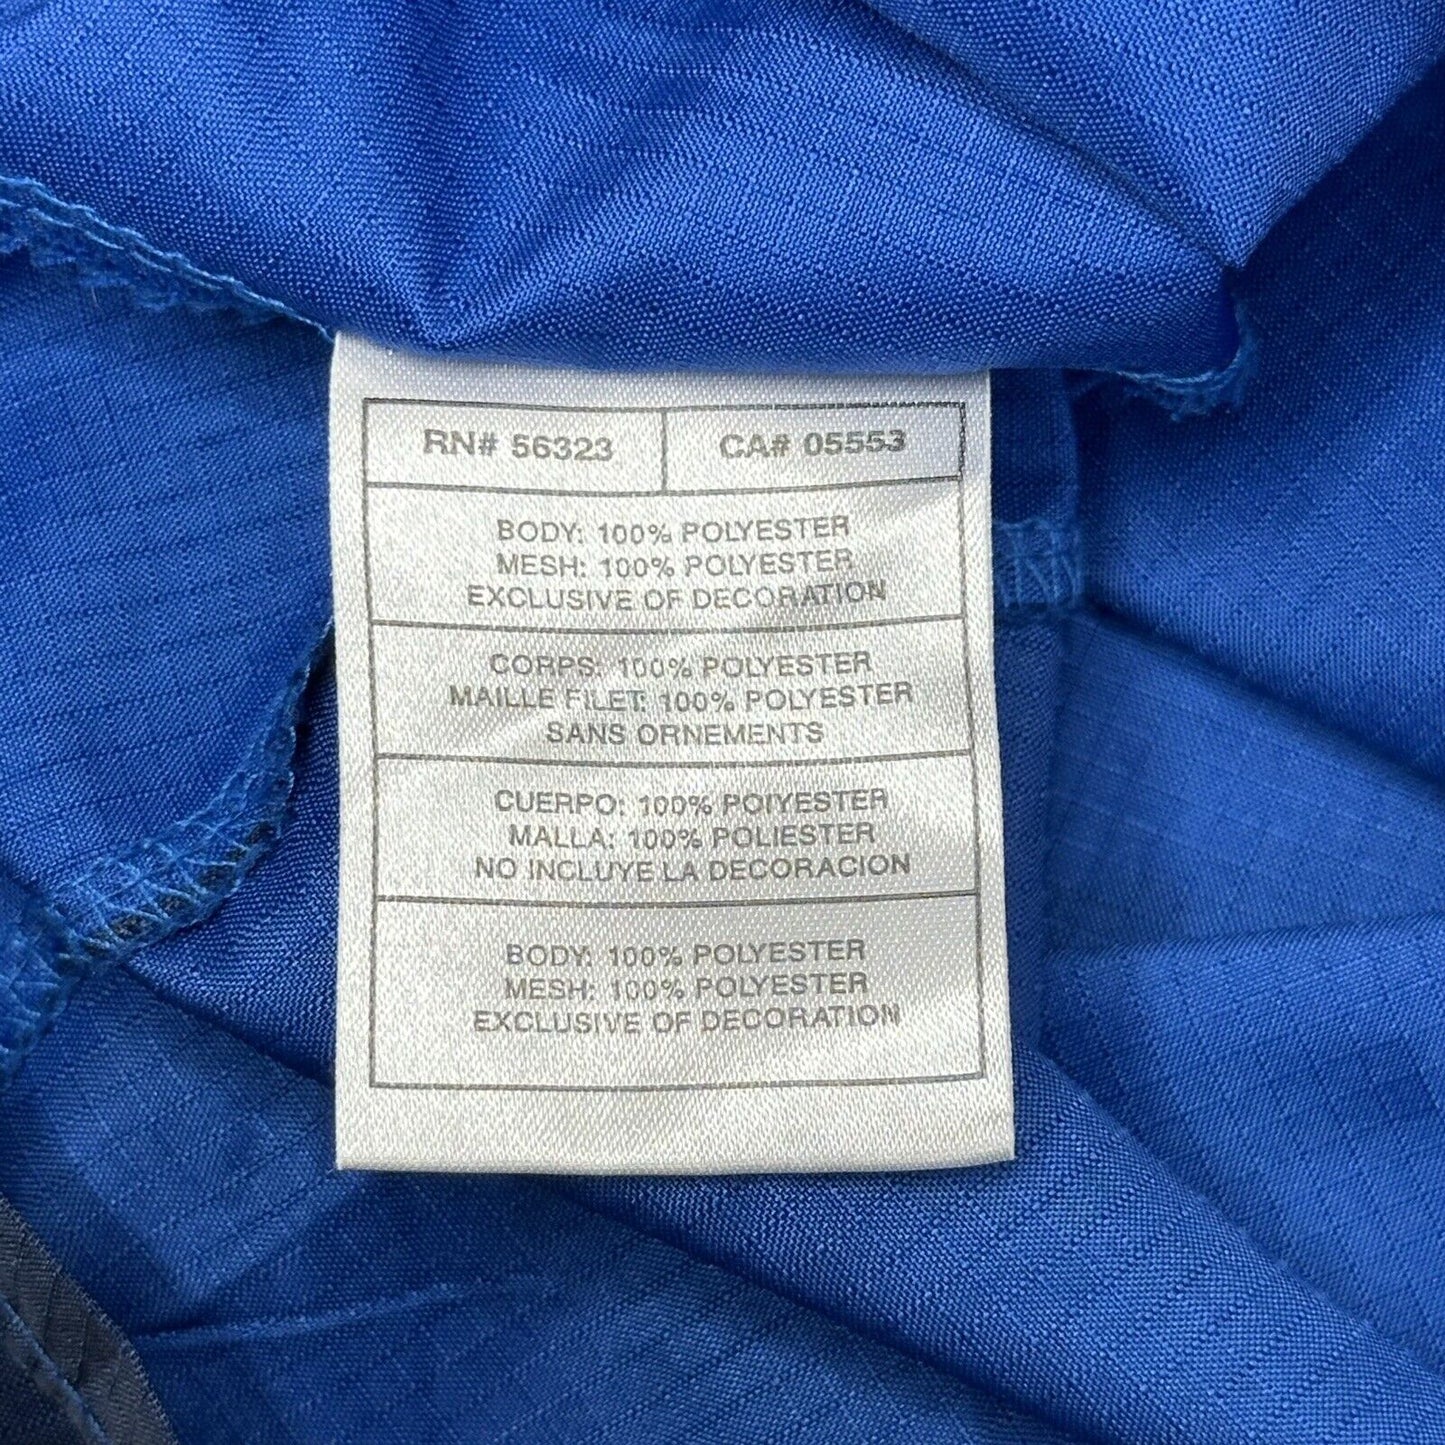 RN# 56323
CA# 05553
BODY: 100% POLYESTER
MESH: 100% POLYESTER
EXCLUSIVE OF DECORATION
CORPS: 100% POLYESTER
MAILLE FILET: 100% POLYESTER
SANS ORNEMENTS
CUERPO: 100% POIYESTER
MALLA: 100% POLIESTER
NO INCLUYE LA DECORACION
BODY: 100% POLYESTER
MESH: 100% POLYESTER
EXCLUSIVE OF DECORATION